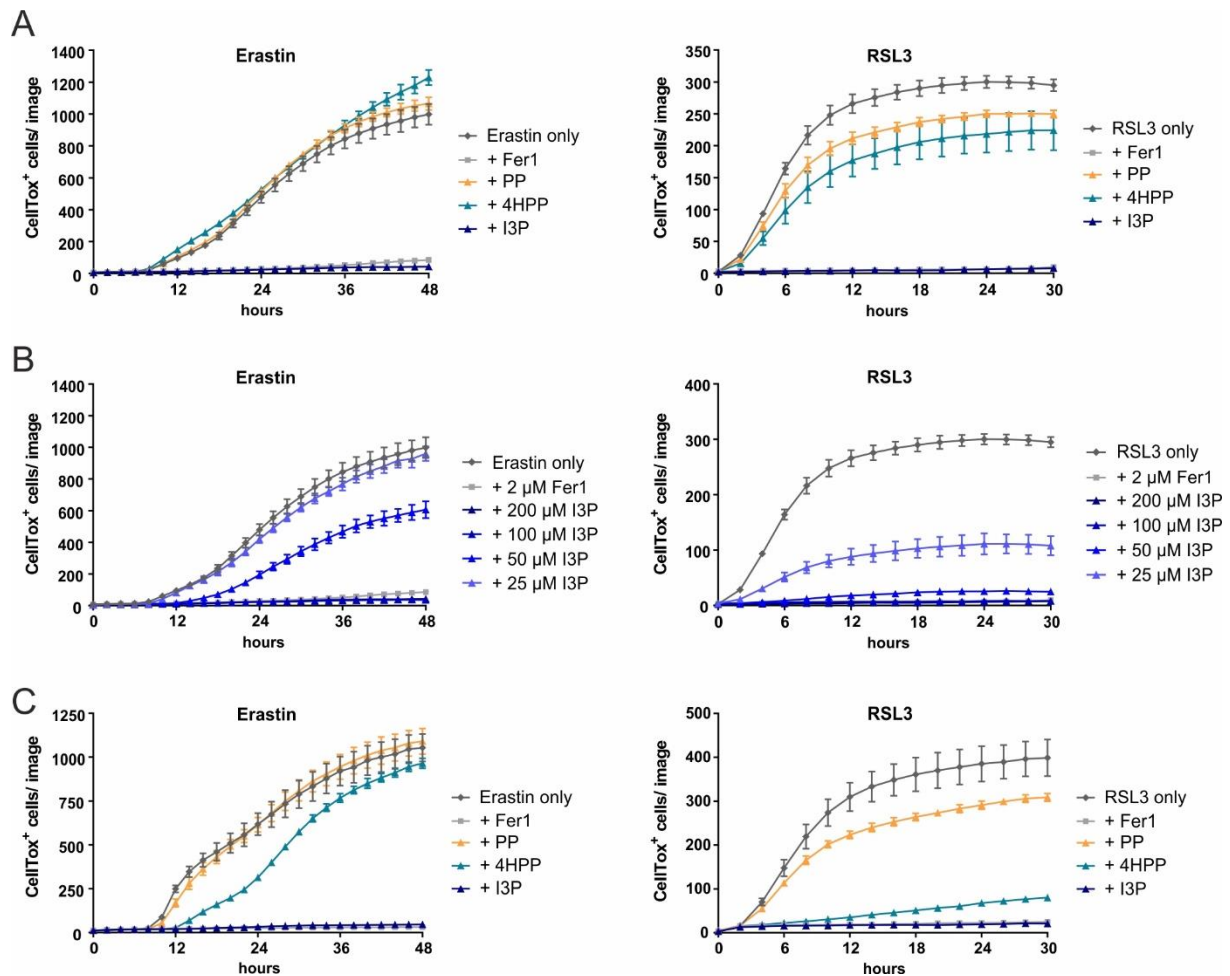 A
Erastin
CellTox⁺ cells/ image
1400
1200
1000
800
600
400
200
0
0 12 24 36 48
hours
Erastin only
+ Fer1
+ PP
+ 4HPP
+ I3P
RSL3
CellTox⁺ cells/ image
350
300
250
200
150
100
50
0
0 6 12 18 24 30
hours
RSL3 only
+ Fer1
+ PP
+ 4HPP
+ I3P
B
Erastin
CellTox⁺ cells/ image
1400
1200
1000
800
600
400
200
0
0 12 24 36 48
hours
Erastin only
+ 2 µM Fer1
+ 200 µM I3P
+ 100 µM I3P
+ 50 µM I3P
+ 25 µM I3P
RSL3
CellTox⁺ cells/ image
400
300
200
100
0
0 6 12 18 24 30
hours
RSL3 only
+ 2 µM Fer1
+ 200 µM I3P
+ 100 µM I3P
+ 50 µM I3P
+ 25 µM I3P
C
Erastin
CellTox⁺ cells/ image
1250
1000
750
500
250
0
0 12 24 36 48
hours
Erastin only
+ Fer1
+ PP
+ 4HPP
+ I3P
RSL3
CellTox⁺ cells/ image
500
400
300
200
100
0
0 6 12 18 24 30
hours
RSL3 only
+ Fer1
+ PP
+ 4HPP
+ I3P